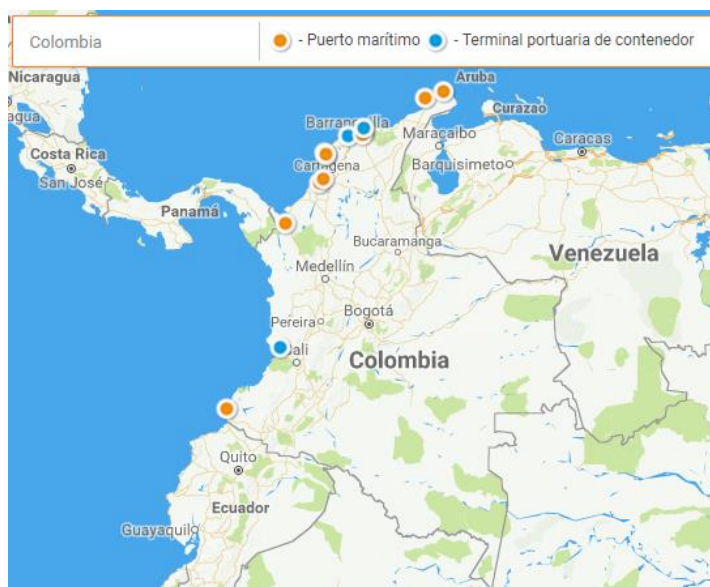 Colombia
- Puerto marítimo
- Terminal portuaria de contenedor
Nicaragua
Aruba
agua
Barranquilla
Curazao
Maracaibo
Caracas
Costa Rica
Cartagena
Barquisimeto
San José
Panamá
Bucaramanga
Venezuela
Medellín
Bogotá
Pereira
Cali
Colombia
Quito
Ecuador
Guayaquil